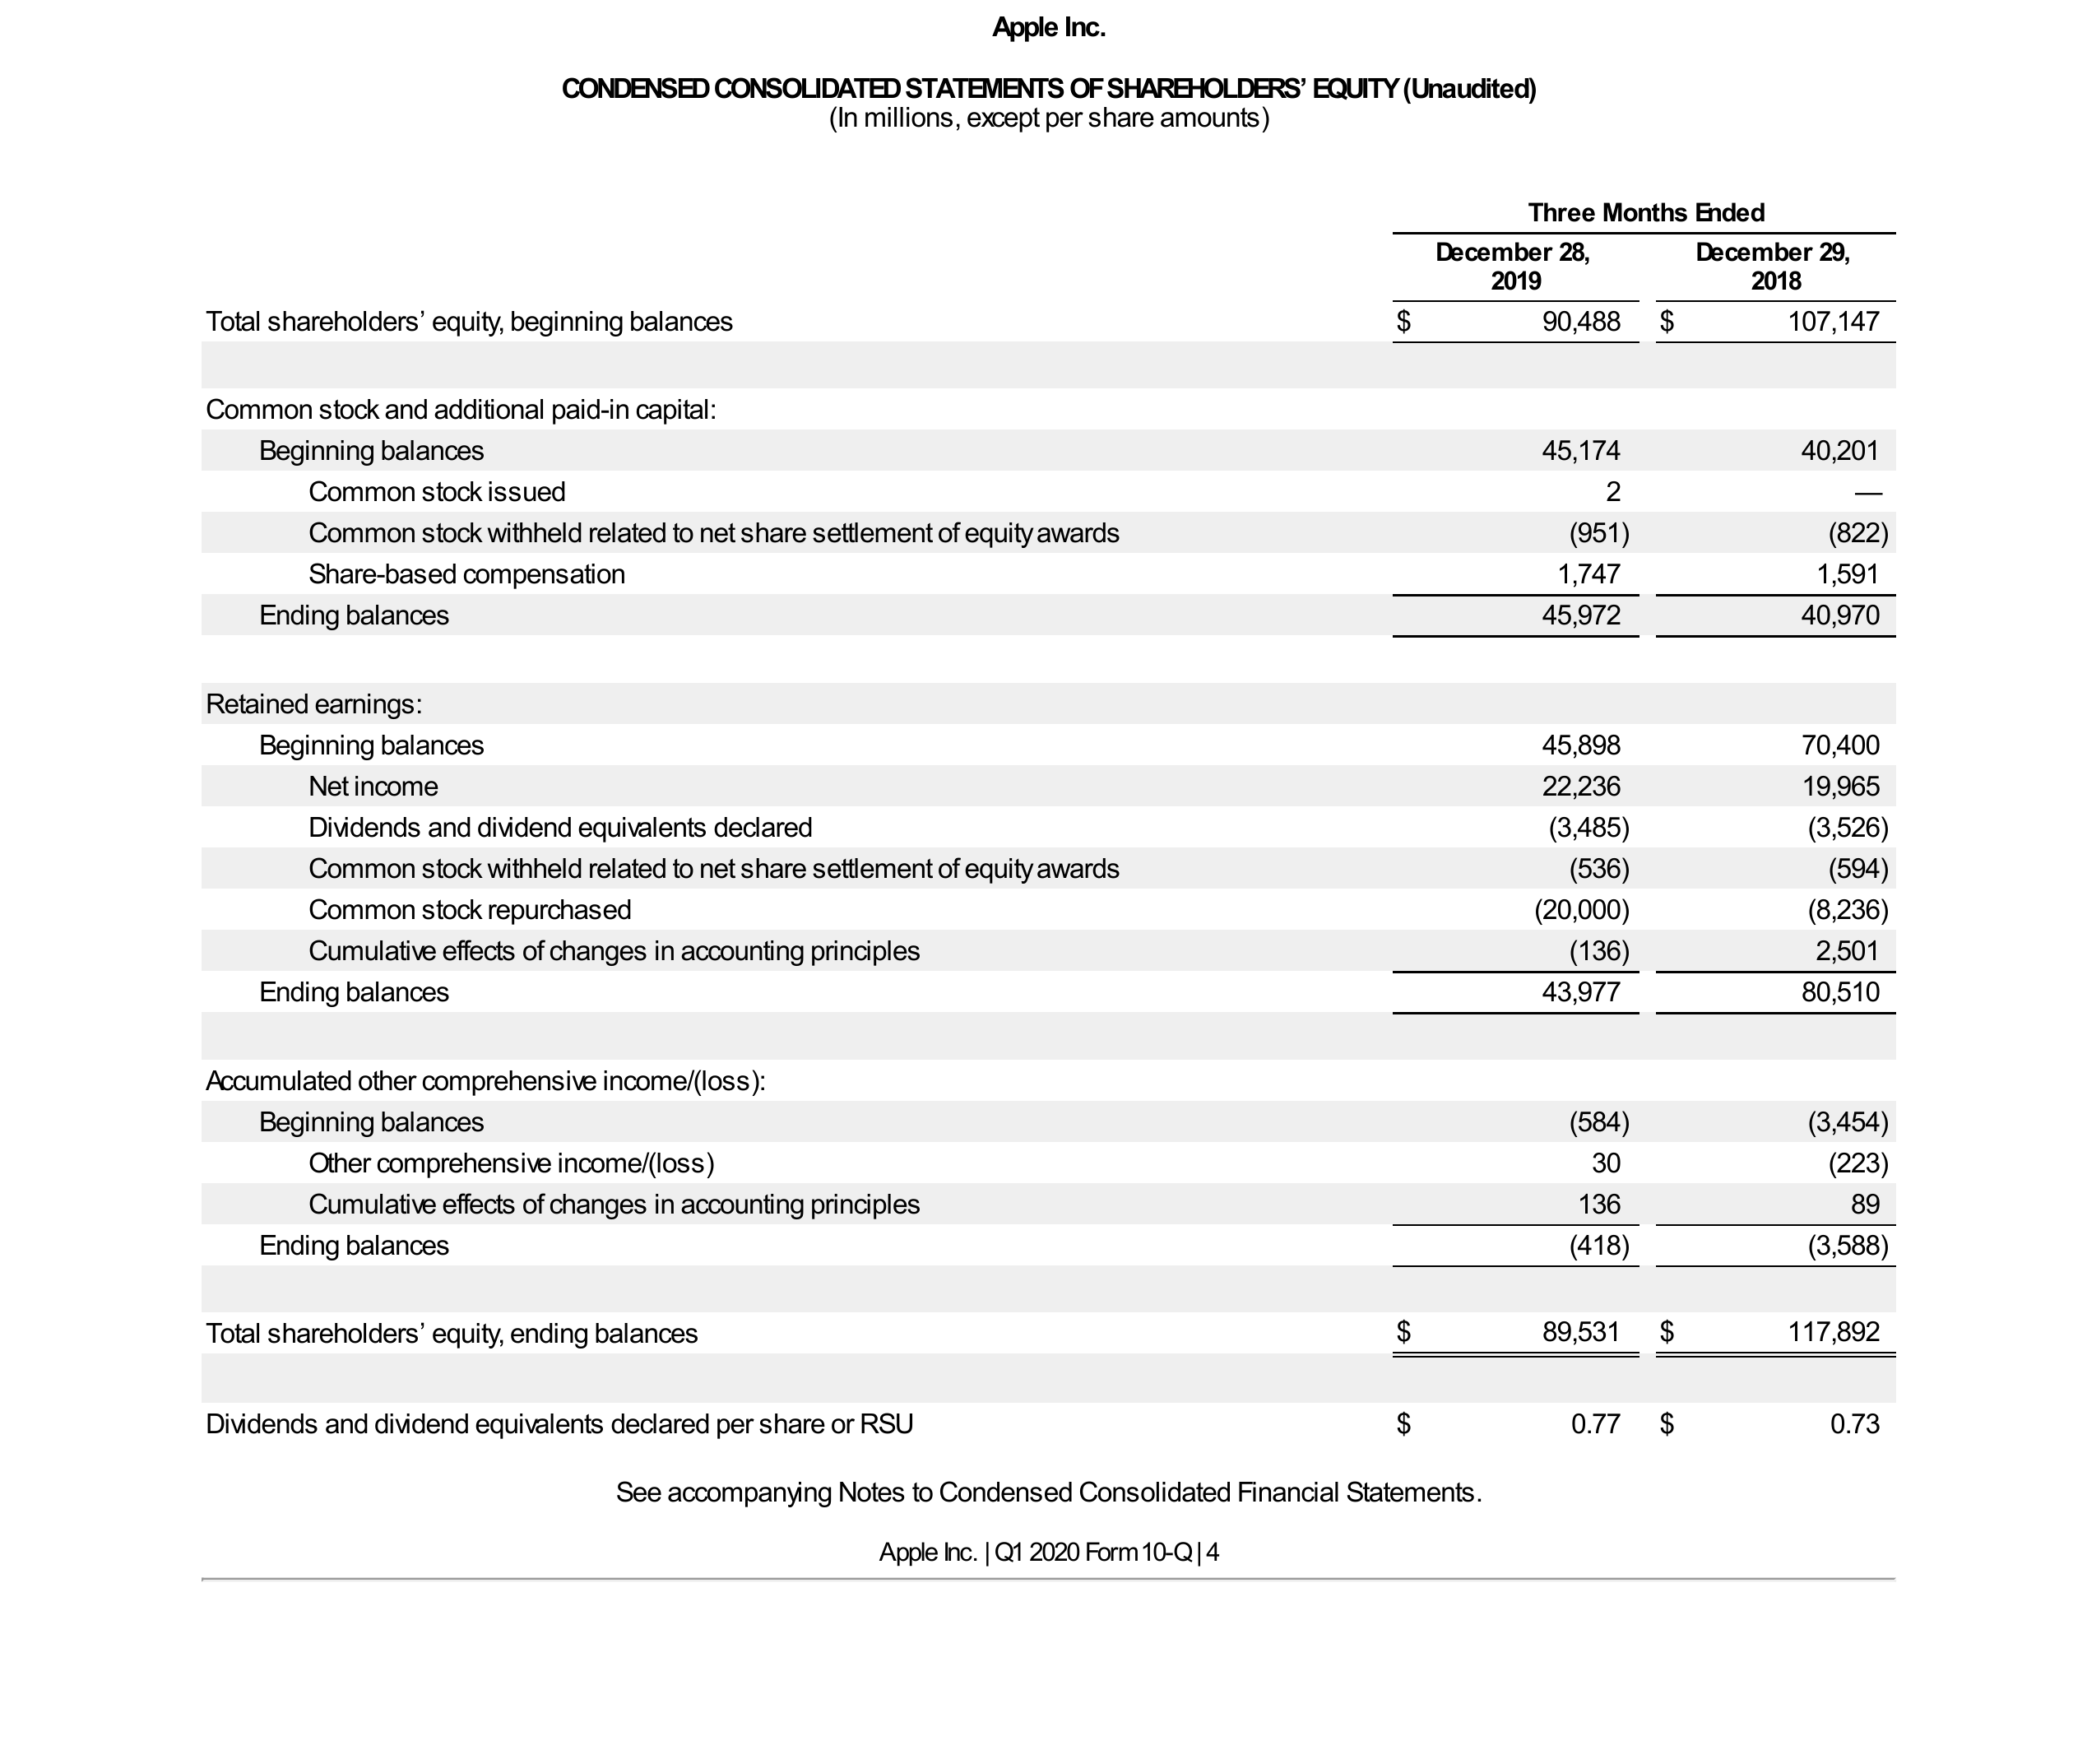 Apple Inc.
CONDENSED CONSOLIDATED STATEMENTS OF SHAREHOLDERS’ EQUITY (Unaudited)
(In millions, except per share amounts)
Three Months Ended
December 28, 2019 December 29, 2018
Total shareholders’ equity, beginning balances $ 90,488 $ 107,147
Common stock and additional paid-in capital:
Beginning balances 45,174 40,201
Common stock issued 2 —
Common stock withheld related to net share settlement of equity awards (951) (822)
Share-based compensation 1,747 1,591
Ending balances 45,972 40,970
Retained earnings:
Beginning balances 45,898 70,400
Net income 22,236 19,965
Dividends and dividend equivalents declared (3,485) (3,526)
Common stock withheld related to net share settlement of equity awards (536) (594)
Common stock repurchased (20,000) (8,236)
Cumulative effects of changes in accounting principles (136) 2,501
Ending balances 43,977 80,510
Accumulated other comprehensive income/(loss):
Beginning balances (584) (3,454)
Other comprehensive income/(loss) 30 (223)
Cumulative effects of changes in accounting principles 136 89
Ending balances (418) (3,588)
Total shareholders’ equity, ending balances $ 89,531 $ 117,892
Dividends and dividend equivalents declared per share or RSU $ 0.77 $ 0.73
See accompanying Notes to Condensed Consolidated Financial Statements.
Apple Inc. | Q1 2020 Form 10-Q | 4